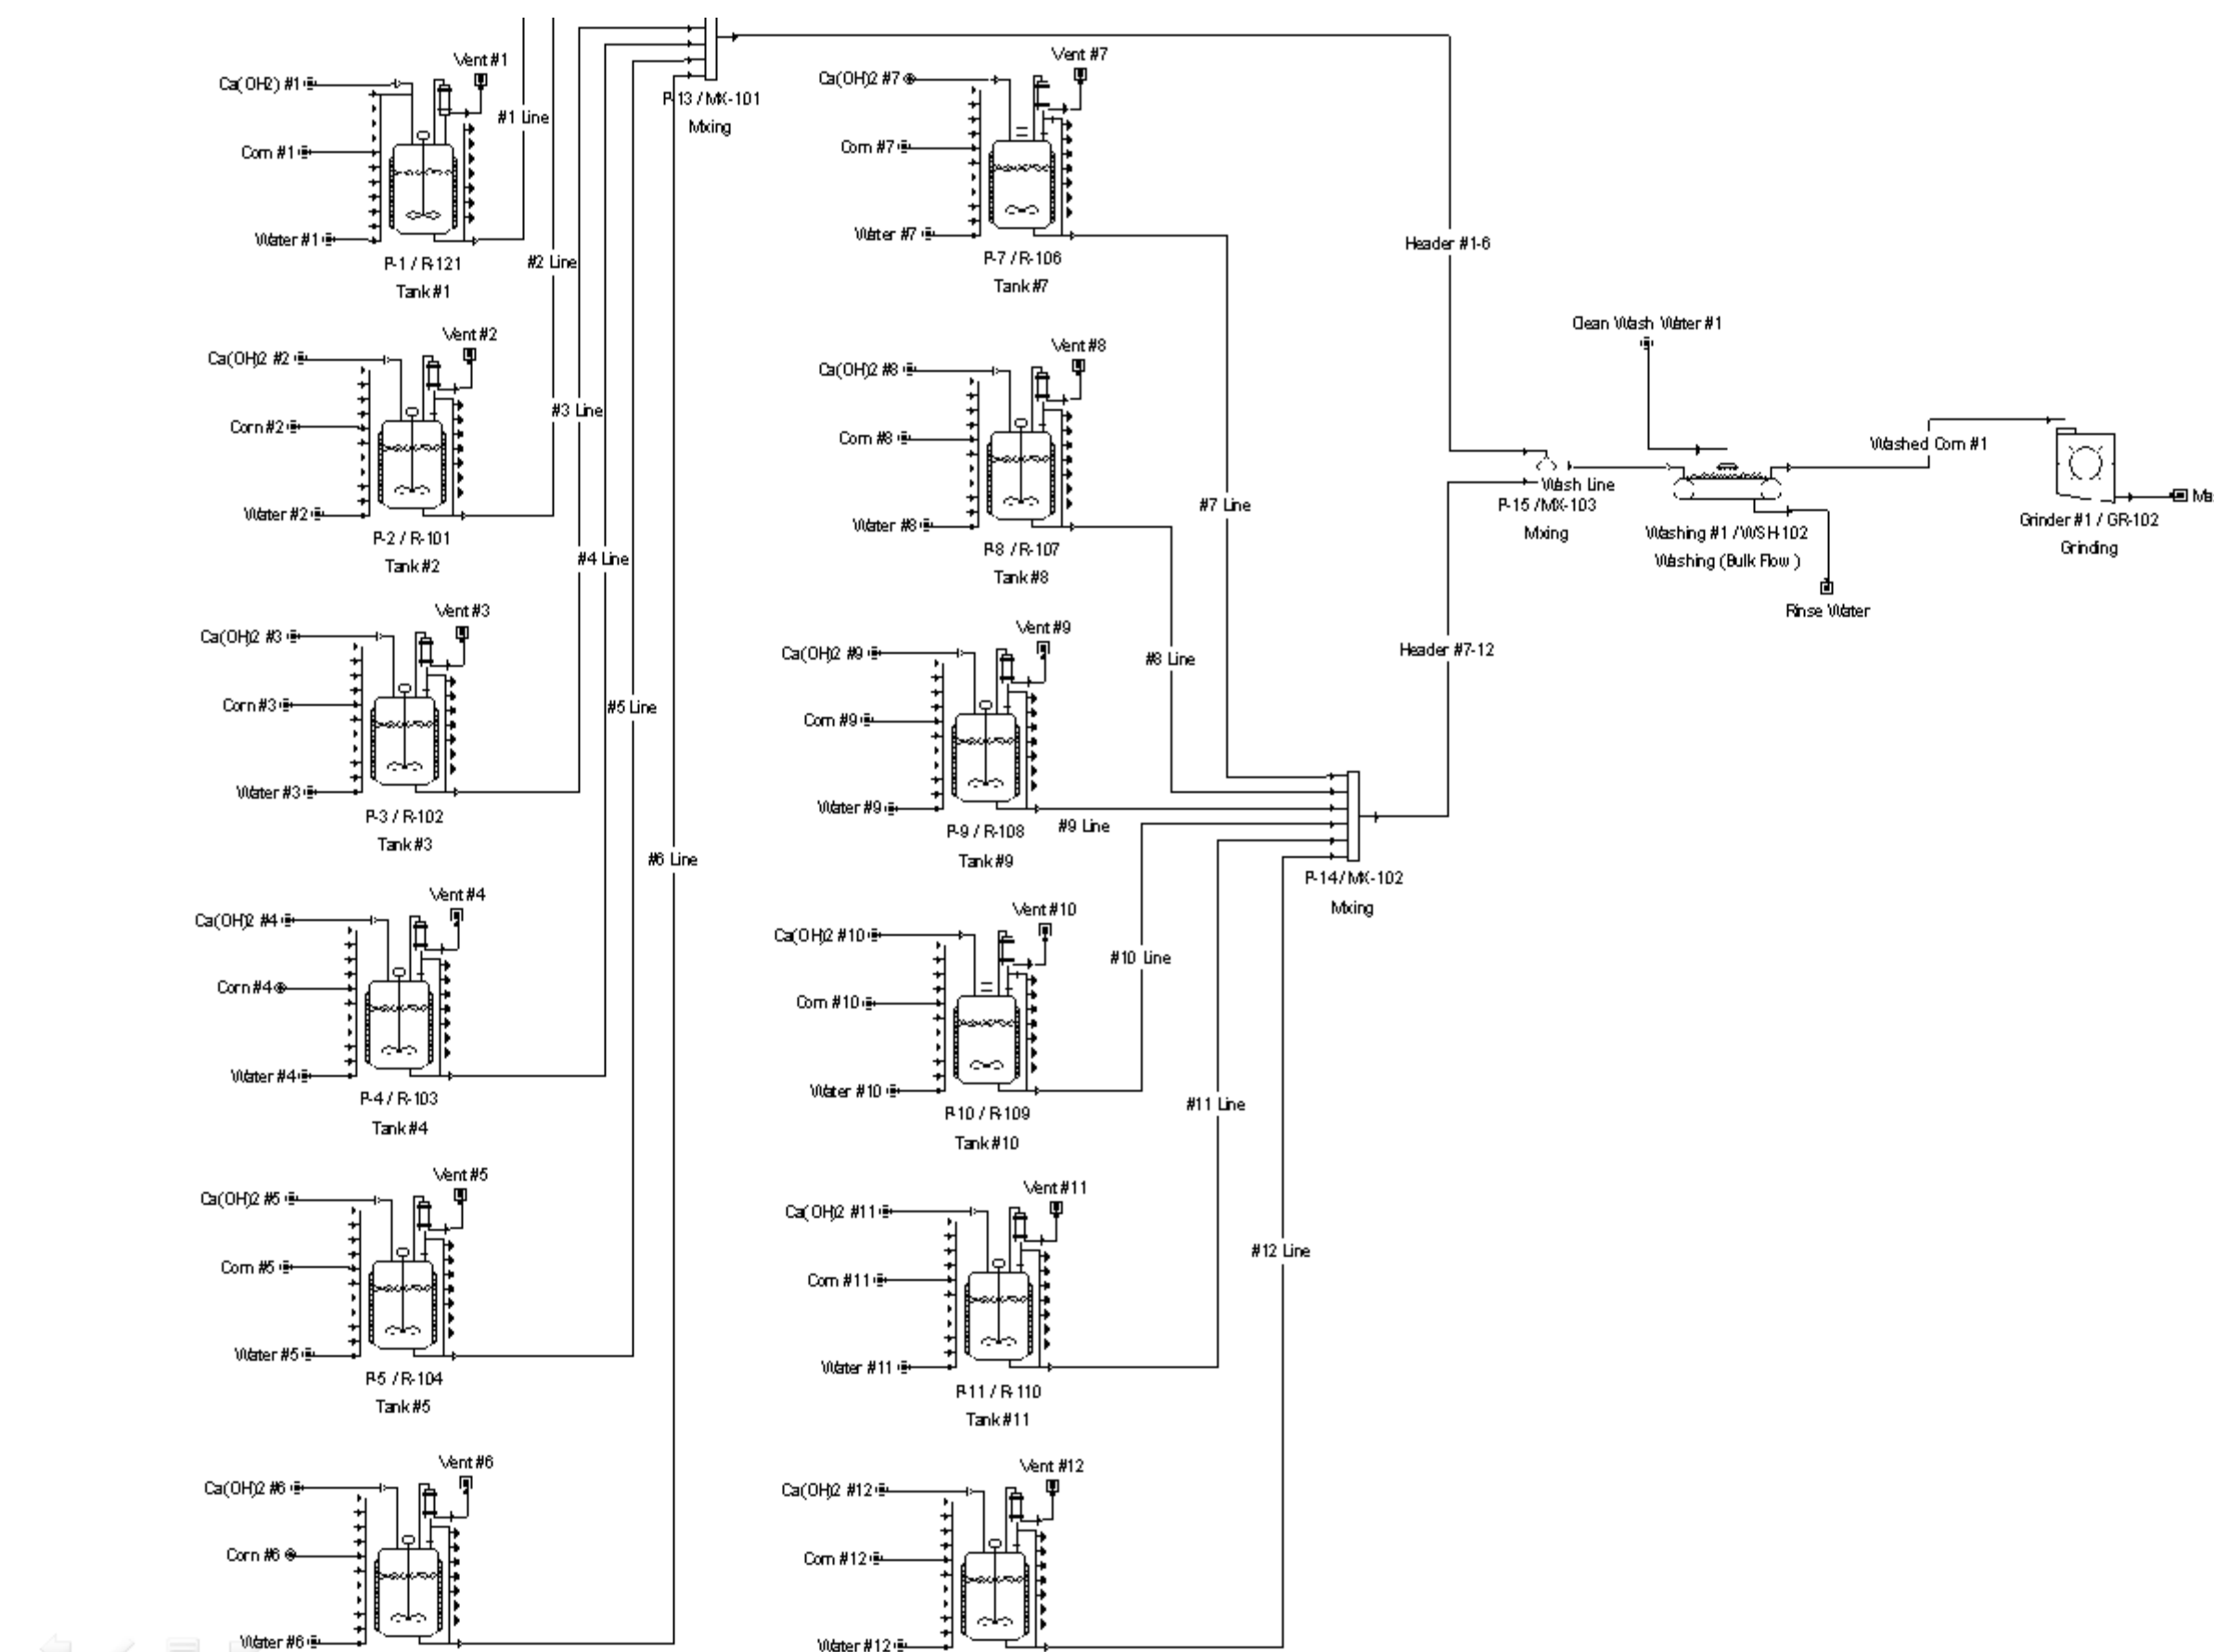 Ca(OH2) #1
Vent #1
Corn #1
#1 Line
Water #1
P-1 / R-121
Tank #1
P-13 / MX-101
Mixing
Ca(OH)2 #2
Vent #2
Corn #2
#2 Line
Water #2
P-2 / R-101
Tank #2
Ca(OH)2 #3
Vent #3
Corn #3
#3 Line
Water #3
P-3 / R-102
Tank #3
Ca(OH)2 #4
Vent #4
Corn #4
#4 Line
Water #4
P-4 / R-103
Tank #4
Ca(OH)2 #5
Vent #5
Corn #5
#5 Line
Water #5
P-5 / R-104
Tank #5
Ca(OH)2 #6
Vent #6
Corn #6
#6 Line
Water #6
Ca(OH)2 #7
Vent #7
Corn #7
Water #7
P-7 / R-106
Tank #7
#7 Line
Ca(OH)2 #8
Vent #8
Corn #8
Water #8
P-8 / R-107
Tank #8
#8 Line
Ca(OH)2 #9
Vent #9
Corn #9
Water #9
#9 Line
P-9 / R-108
Tank #9
P-14 / MX-102
Mixing
Ca(OH)2 #10
Vent #10
Corn #10
#10 Line
Water #10
P-10 / R-109
Tank #10
Ca(OH)2 #11
Vent #11
Corn #11
#11 Line
Water #11
P-11 / R-110
Tank #11
Ca(OH)2 #12
Vent #12
Corn #12
#12 Line
Water #12
Header #1-6
Header #7-12
Clean Wash Water #1
Wash Line
P-15 / MX-103
Mixing
Washing #1 / WSH-102
Washing (Bulk Flow)
Rinse Water
Washed Corn #1
Grinder #1 / GR-102
Grinding